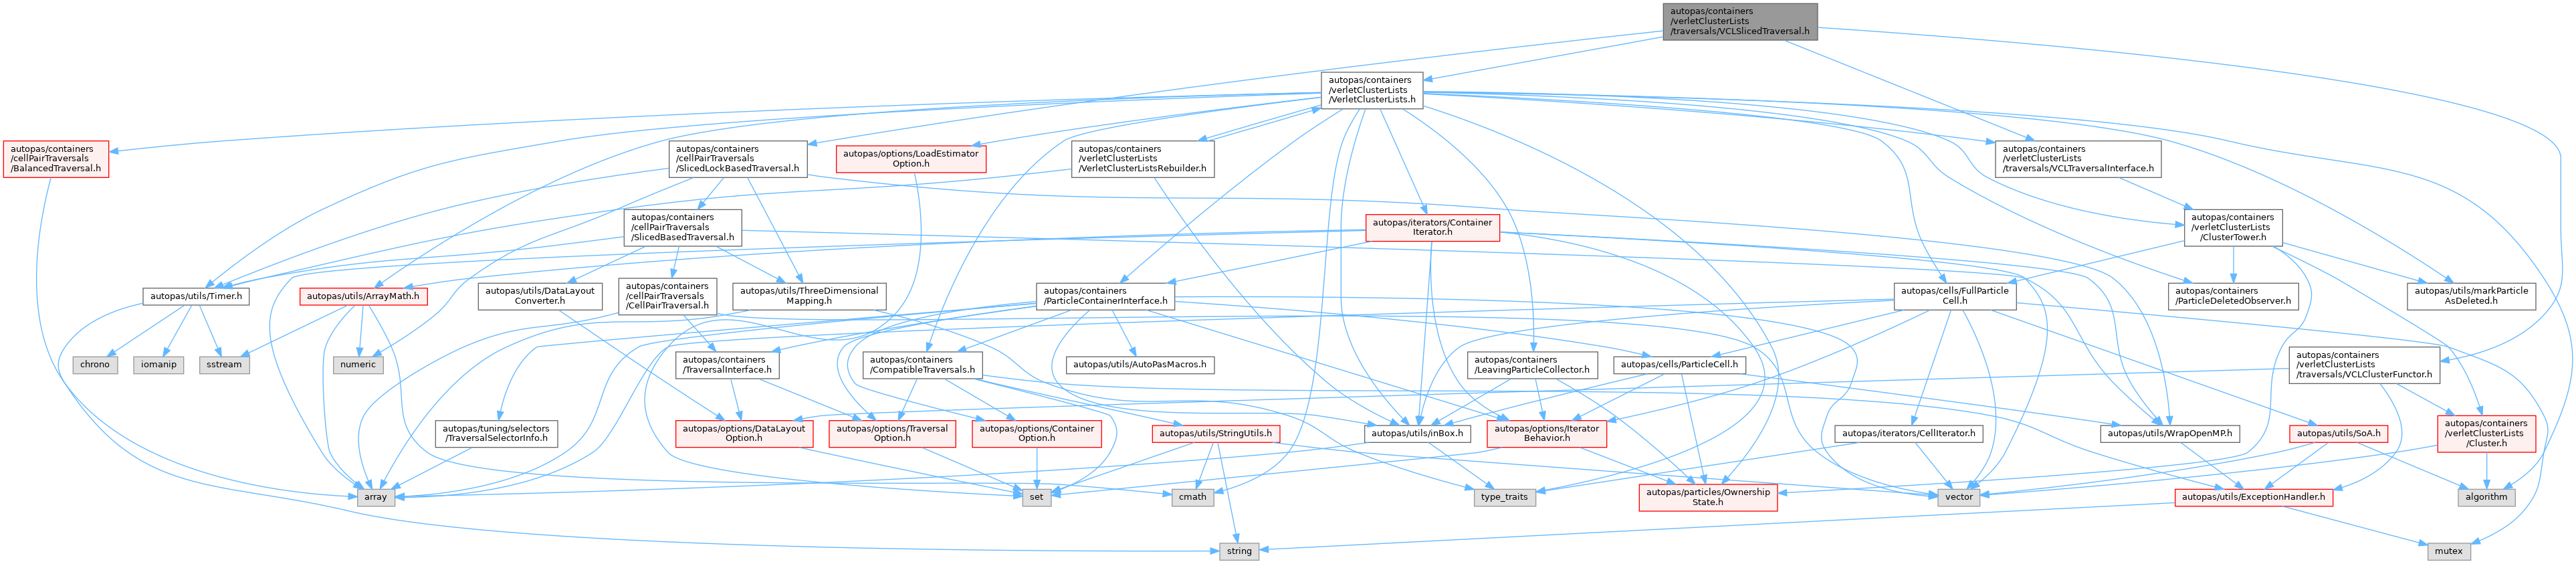 autopas/containers
/verletClusterLists
/traversals/VCLSlicedTraversal.h
autopas/containers
/verletClusterLists
/VerletClusterLists.h
autopas/containers
/cellPairTraversals
/BalancedTraversal.h
autopas/containers
/cellPairTraversals
/SlicedLockBasedTraversal.h
autopas/options/LoadEstimator
Option.h
autopas/containers
/verletClusterLists
/VerletClusterListsRebuilder.h
autopas/containers
/verletClusterLists
/traversals/VCLTraversalInterface.h
autopas/containers
/cellPairTraversals
/SlicedBasedTraversal.h
autopas/iterators/Container
Iterator.h
autopas/containers
/verletClusterLists
/ClusterTower.h
autopas/utils/Timer.h
autopas/utils/ArrayMath.h
autopas/utils/DataLayout
Converter.h
autopas/containers
/cellPairTraversals
/CellPairTraversal.h
autopas/utils/ThreeDimensional
Mapping.h
autopas/containers
/ParticleContainerInterface.h
autopas/cells/FullParticle
Cell.h
autopas/containers
/ParticleDeletedObserver.h
autopas/utils/markParticle
AsDeleted.h
chrono
iomanip
sstream
numeric
autopas/containers
/TraversalInterface.h
autopas/containers
/CompatibleTraversals.h
autopas/utils/AutoPasMacros.h
autopas/containers
/LeavingParticleCollector.h
autopas/cells/ParticleCell.h
autopas/containers
/verletClusterLists
/traversals/VCLClusterFunctor.h
autopas/tuning/selectors
/TraversalSelectorInfo.h
autopas/options/DataLayout
Option.h
autopas/options/Traversal
Option.h
autopas/options/Container
Option.h
autopas/utils/StringUtils.h
autopas/utils/inBox.h
autopas/options/Iterator
Behavior.h
autopas/iterators/CellIterator.h
autopas/utils/WrapOpenMP.h
autopas/utils/SoA.h
autopas/containers
/verletClusterLists
/Cluster.h
array
set
cmath
type_traits
autopas/particles/Ownership
State.h
vector
autopas/utils/ExceptionHandler.h
algorithm
string
mutex